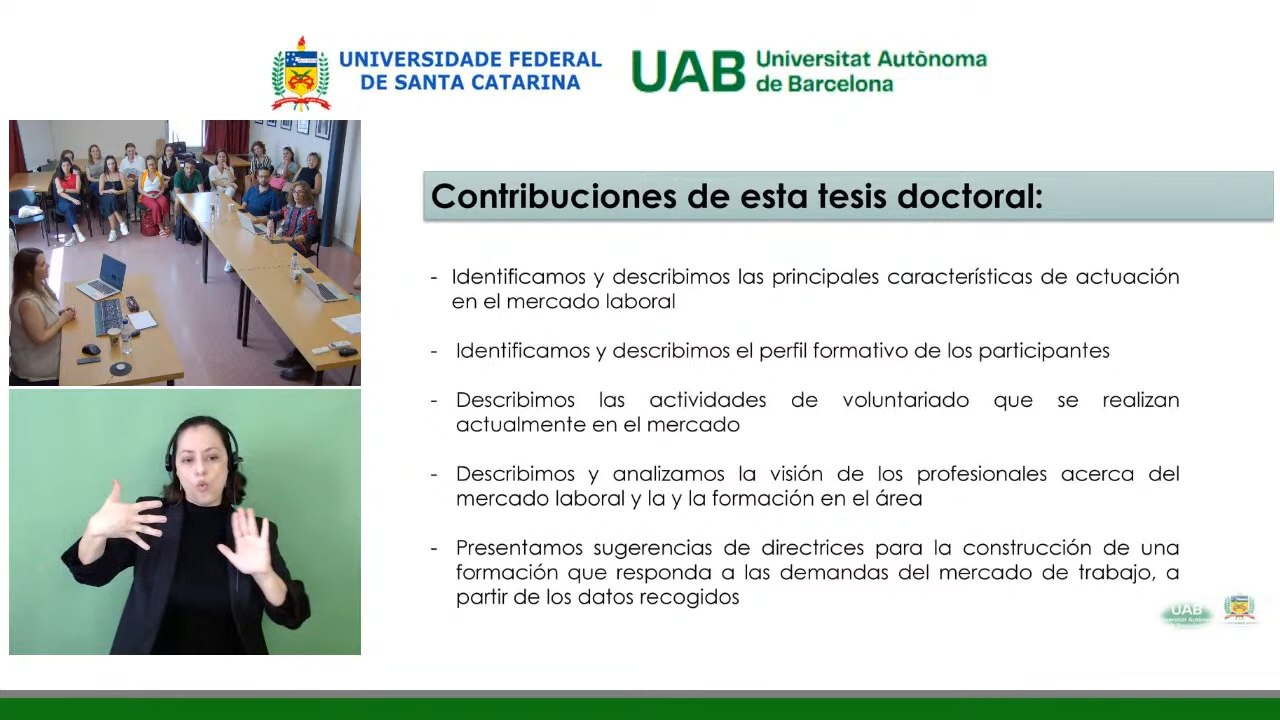 UNIVERSIDADE FEDERAL
DE SANTA CATARINA
UAB Universitat Autònoma
de Barcelona
Contribuciones de esta tesis doctoral:
- Identificamos y describimos las principales características de actuación
en el mercado laboral
- Identificamos y describimos el perfil formativo de los participantes
- Describimos las actividades de voluntariado que se realizan
actualmente en el mercado
- Describimos y analizamos la visión de los profesionales acerca del
mercado laboral y la y la formación en el área
- Presentamos sugerencias de directrices para la construcción de una
formación que responda a las demandas del mercado de trabajo, a
partir de los datos recogidos
UAB